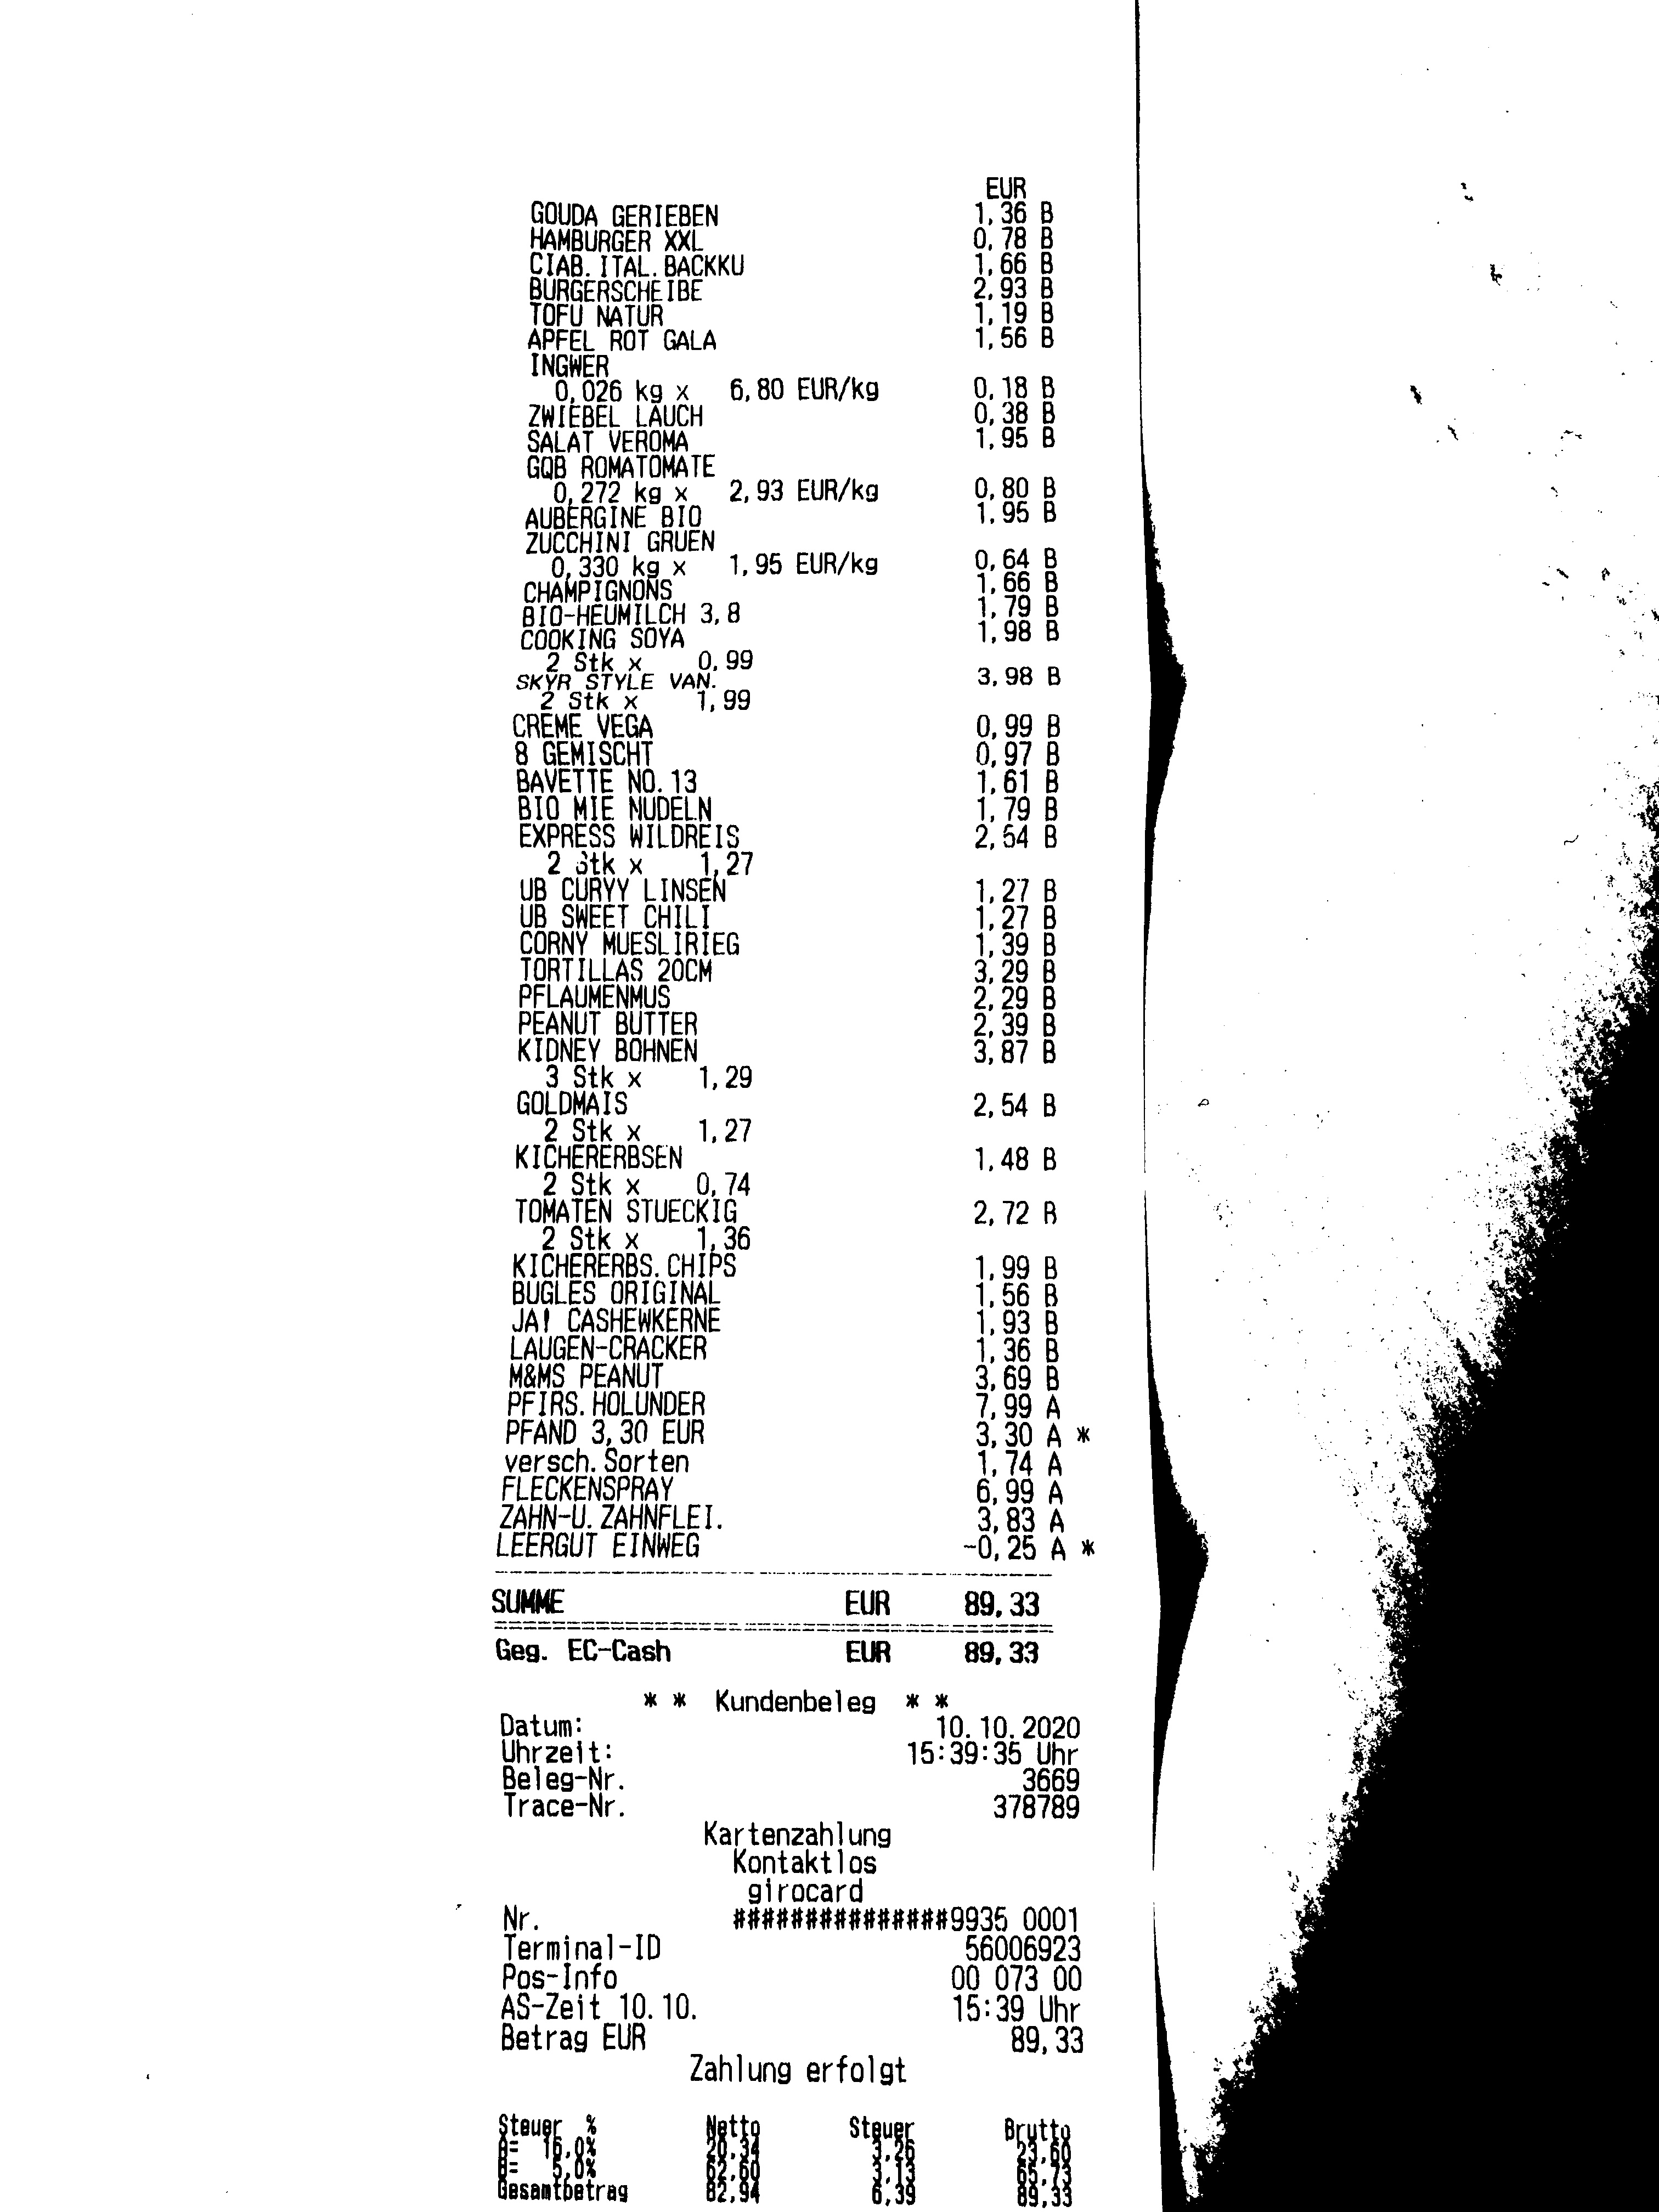 EUR
GOUDA GERIEBEN 1,36 B
HAMBURGER XXL 0,78 B
CIAB.ITAL.BACKKU 1,66 B
BURGERSCHEIBE 2,93 B
TOFU NATUR 1,19 B
APFEL ROT GALA 1,56 B
INGWER
0,026 kg x 6,80 EUR/kg 0,18 B
ZWIEBEL LAUCH 0,38 B
SALAT VEROMA 1,95 B
GQB ROMATOMATE
0,272 kg x 2,93 EUR/kg 0,80 B
AUBERGINE BIO 1,95 B
ZUCCHINI GRUEN
0,330 kg x 1,95 EUR/kg 0,64 B
CHAMPIGNONS 1,66 B
BIO-HEUMILCH 3,8 1,79 B
COOKING SOYA 1,98 B
2 Stk x 0,99
SKYR STYLE VAN. 3,98 B
2 Stk x 1,99
CREME VEGA 0,99 B
8 GEMISCHT 0,97 B
BAVETTE NO.13 1,61 B
BIO MIE NUDELN 1,79 B
EXPRESS WILDREIS 2,54 B
2 Stk x 1,27
UB CURYY LINSEN 1,27 B
UB SWEET CHILI 1,27 B
CORNY MUESLIRIEG 1,39 B
TORTILLAS 20CM 3,29 B
PFLAUMENMUS 2,29 B
PEANUT BUTTER 2,39 B
KIDNEY BOHNEN 3,87 B
3 Stk x 1,29
GOLDMAIS 2,54 B
2 Stk x 1,27
KICHERERBSEN 1,48 B
2 Stk x 0,74
TOMATEN STUECKIG 2,72 B
2 Stk x 1,36
KICHERERBS.CHIPS 1,99 B
BUGLES ORIGINAL 1,56 B
JA! CASHEWKERNE 1,93 B
LAUGEN-CRACKER 1,36 B
M&MS PEANUT 3,69 B
PFIRS.HOLUNDER 7,99 A
PFAND 3,30 EUR 3,30 A *
versch.Sorten 1,74 A
FLECKENSPRAY 6,99 A
ZAHN-U.ZAHNFLEI. 3,83 A
LEERGUT EINWEG -0,25 A *
SUMME EUR 89,33
Geg. EC-Cash EUR 89,33
* * Kundenbeleg * *
Datum: 10.10.2020
Uhrzeit: 15:39:35 Uhr
Beleg-Nr. 3669
Trace-Nr. 378789
Kartenzahlung
Kontaktlos
girocard
Nr. ###############9935 0001
Terminal-ID 56006923
Pos-Info 00 073 00
AS-Zeit 10.10. 15:39 Uhr
Betrag EUR 89,33
Zahlung erfolgt
Steuer % Netto Steuer Brutto
A= 16,0% 20,34 3,26 23,60
B= 5,0% 62,60 3,13 65,73
Gesamtbetrag 82,94 6,39 89,33